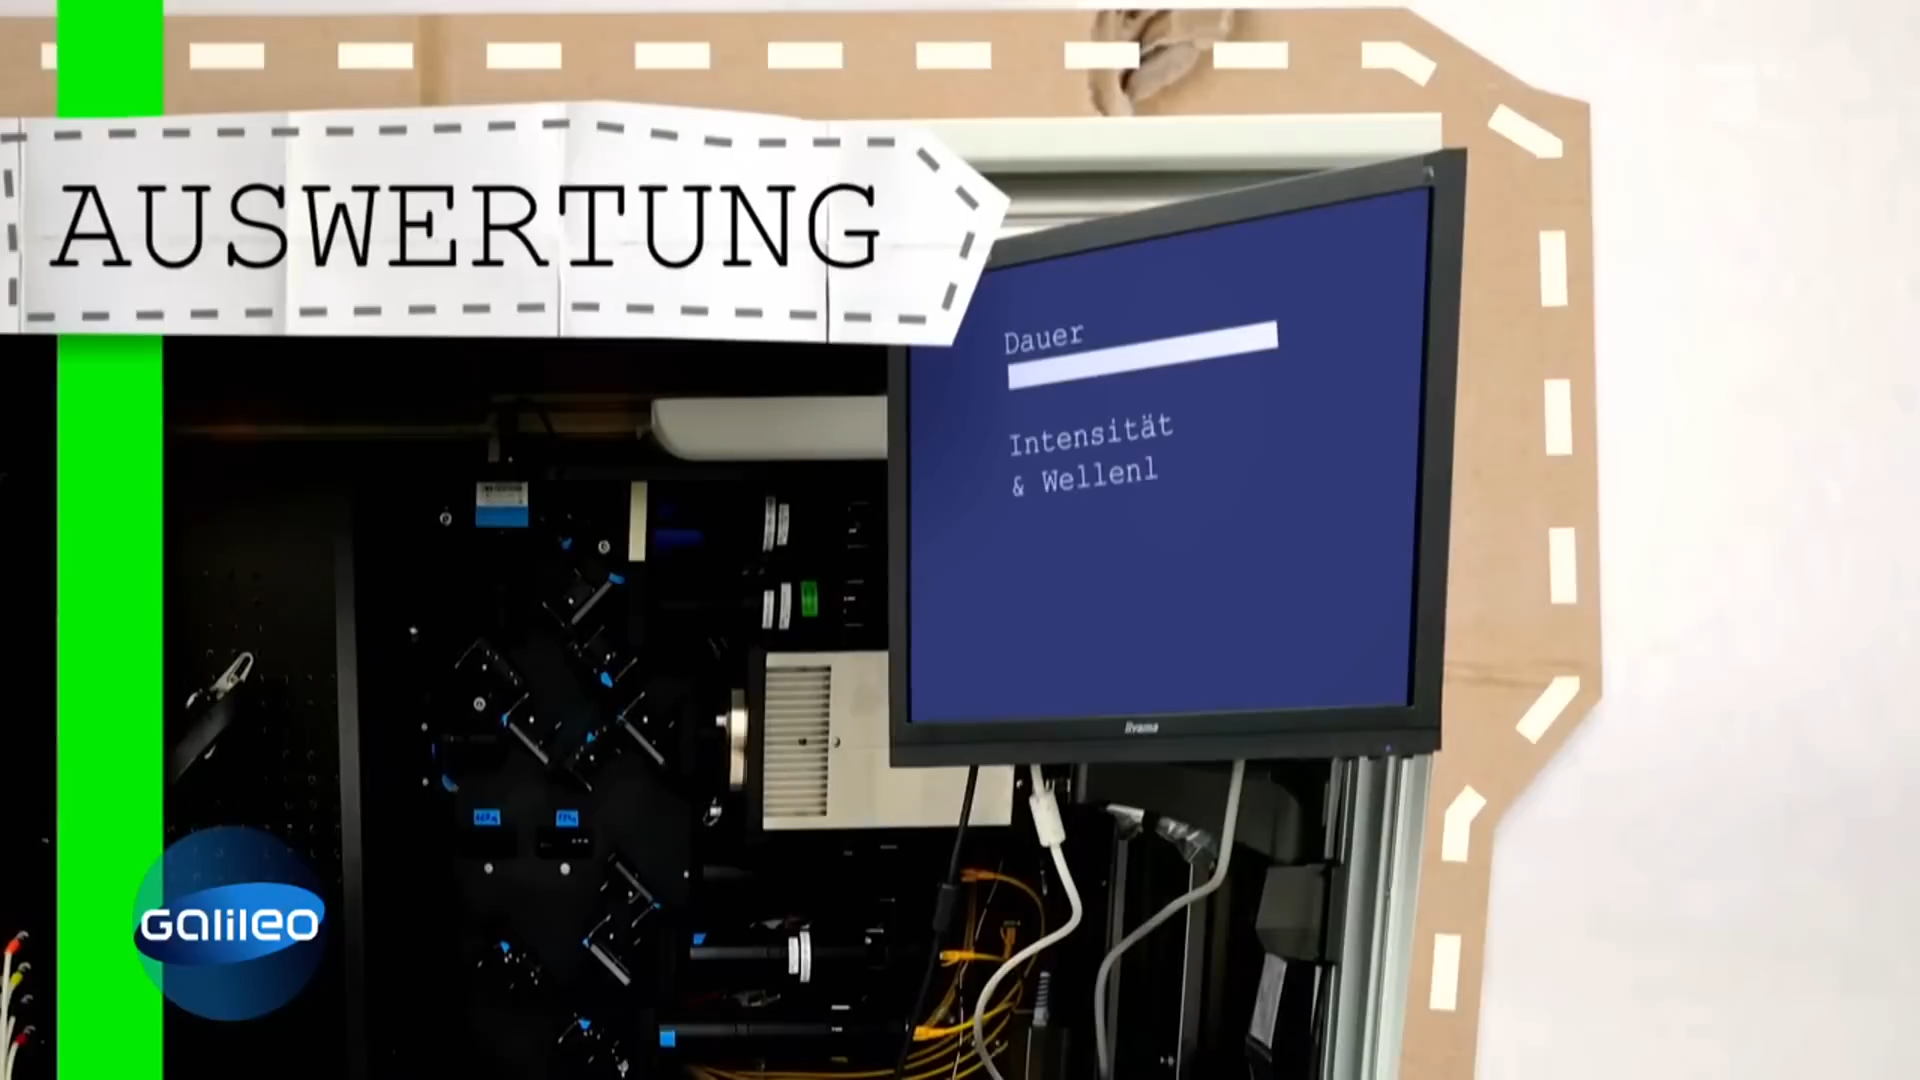 AUSWERTUNG
Dauer
Intensität
& Wellenl
iiyama
GALILEO